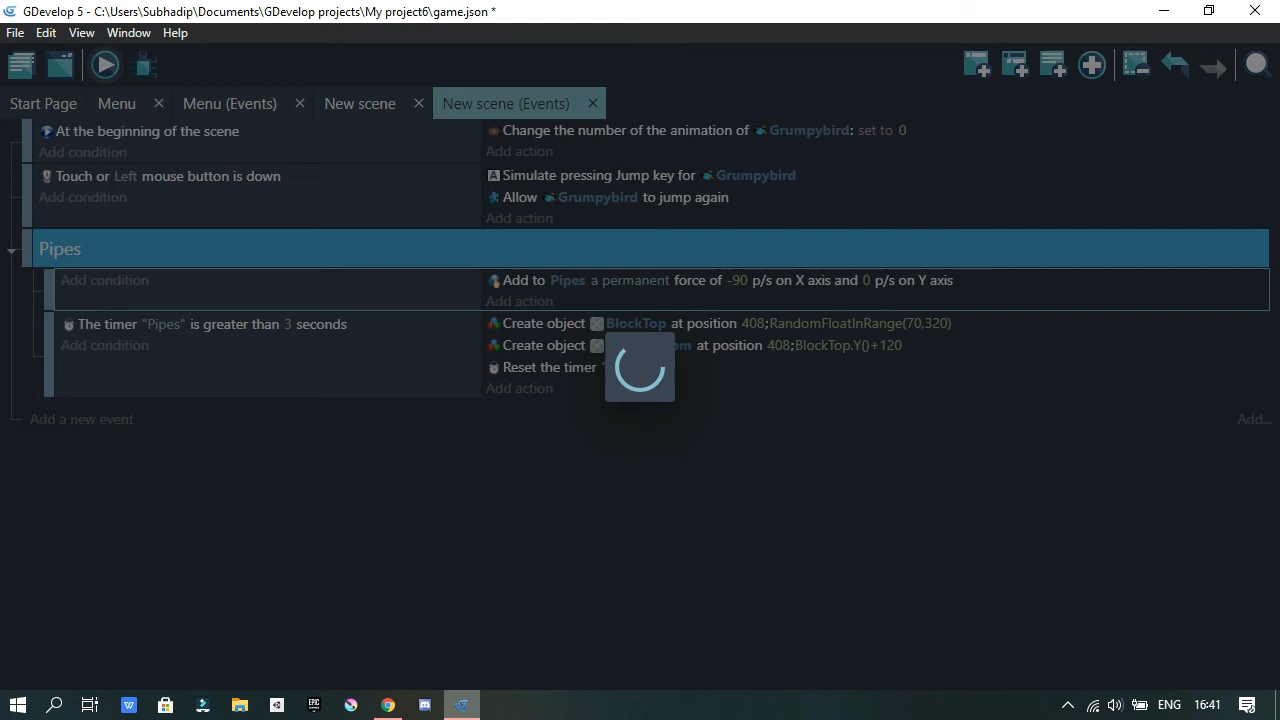 GDevelop 5 - C:\Users\Subhadip\Documents\GDevelop projects\My project6\game.json *
File Edit View Window Help
Start Page Menu × Menu (Events) × New scene × New scene (Events) ×
At the beginning of the scene
Change the number of the animation of Grumpybird: set to 0
Add condition
Add action
Touch or Left mouse button is down
Simulate pressing Jump key for Grumpybird
Add condition
Allow Grumpybird to jump again
Add action
Pipes
Add condition
Add to Pipes a permanent force of -90 p/s on X axis and 0 p/s on Y axis
Add action
The timer "Pipes" is greater than 3 seconds
Create object BlockTop at position 408;RandomFloatInRange(70,320)
Add condition
Create object at position 408;BlockTop.Y()+120
Reset the timer
Add action
Add a new event
Add...
ENG 16:41